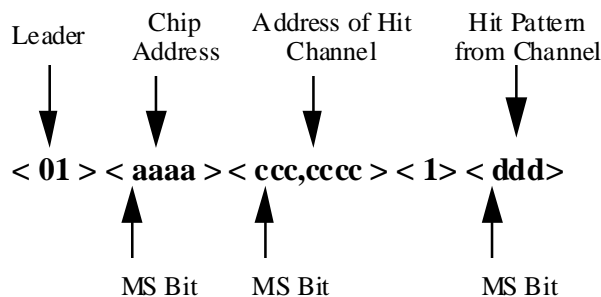 Leader
Chip Address
Address of Hit Channel
Hit Pattern from Channel
< 01 >< aaaa >< ccc,cccc >< 1>< ddd>
MS Bit MS Bit MS Bit